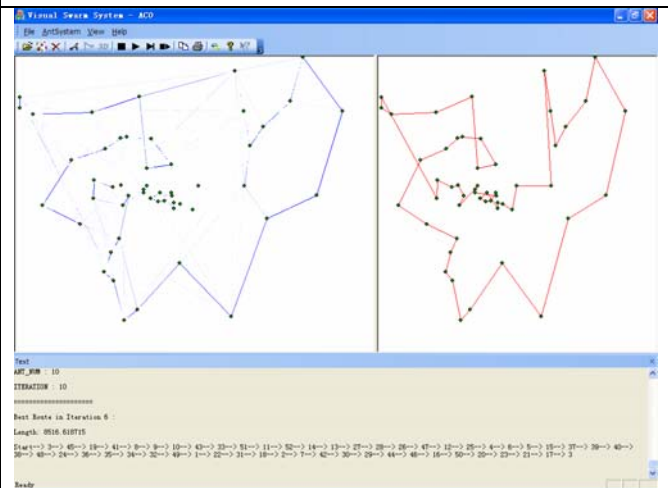 Visual Swarm System - ACO
File AntSystem View Help
3D
Text
ANT_NUM : 10
ITERATION : 10
====================
Best Route in Iteration 6 :
Length: 8516.618715
Start--> 3--> 45--> 19--> 41--> 8--> 9--> 10--> 43--> 33--> 51--> 11--> 52--> 14--> 13--> 27--> 28--> 26--> 47--> 12--> 25--> 4--> 6--> 5--> 15--> 37--> 39--> 40-->
38--> 48--> 24--> 36--> 35--> 34--> 32--> 49--> 1--> 22--> 31--> 18--> 2--> 7--> 42--> 30--> 29--> 44--> 46--> 16--> 50--> 20--> 23--> 21--> 17--> 3
Ready